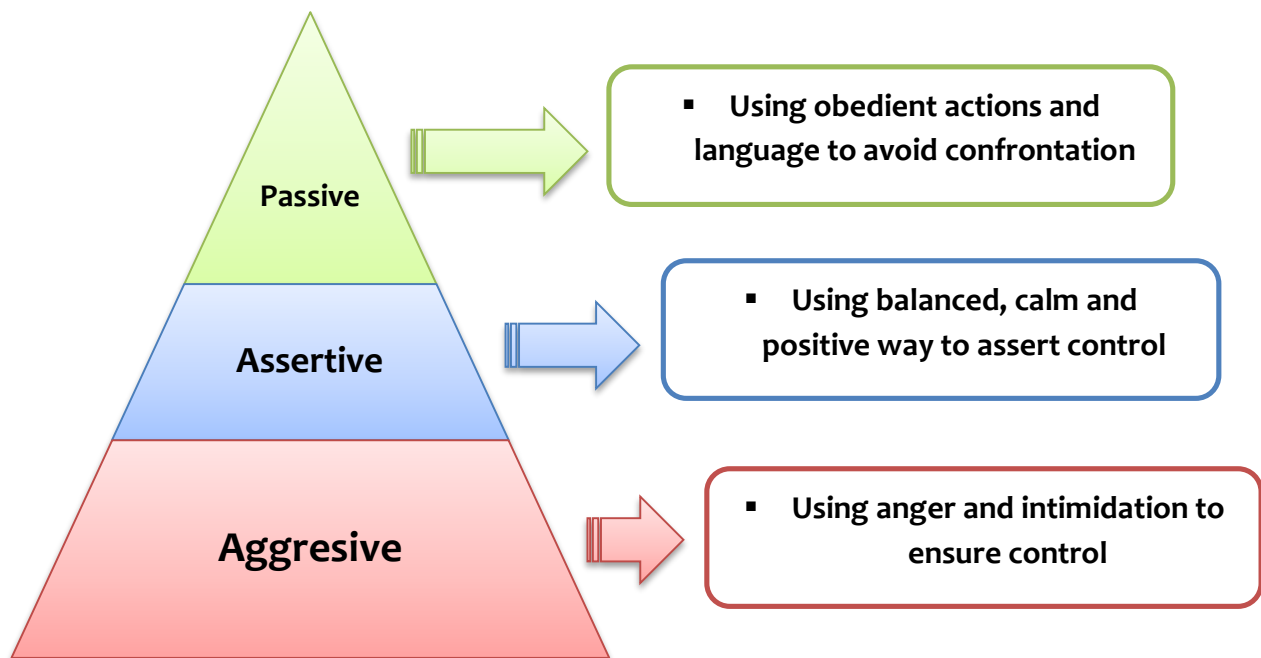 Passive
▪ Using obedient actions and
language to avoid confrontation
Assertive
▪ Using balanced, calm and
positive way to assert control
Aggresive
▪ Using anger and intimidation to
ensure control